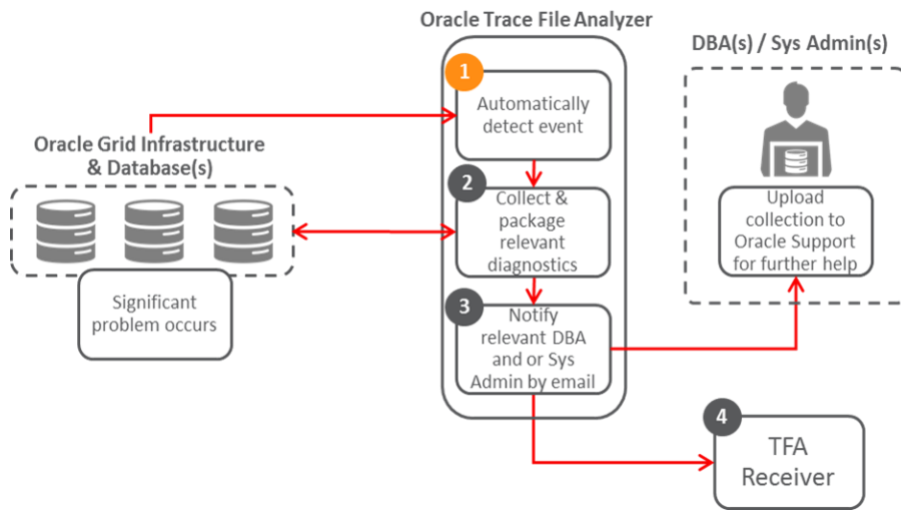 Oracle Trace File Analyzer
DBA(s) / Sys Admin(s)
Oracle Grid Infrastructure
& Database(s)
Significant
problem occurs
1
Automatically
detect event
2
Collect &
package
relevant
diagnostics
3
Notify
relevant DBA
and or Sys
Admin by email
Upload
collection to
Oracle Support
for further help
4
TFA
Receiver